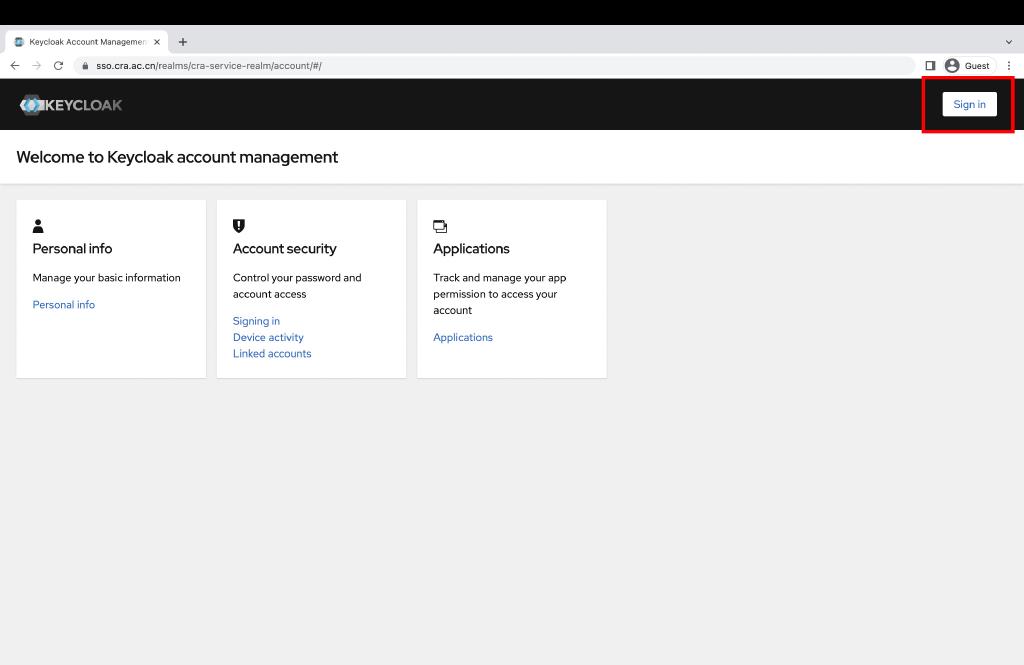 Keycloak Account Managemen
sso.cra.ac.cn/realms/cra-service-realm/account/#/
Guest
KEYCLOAK
Sign in
Welcome to Keycloak account management
Personal info
Manage your basic information
Personal info
Account security
Control your password and
account access
Signing in
Device activity
Linked accounts
Applications
Track and manage your app
permission to access your
account
Applications